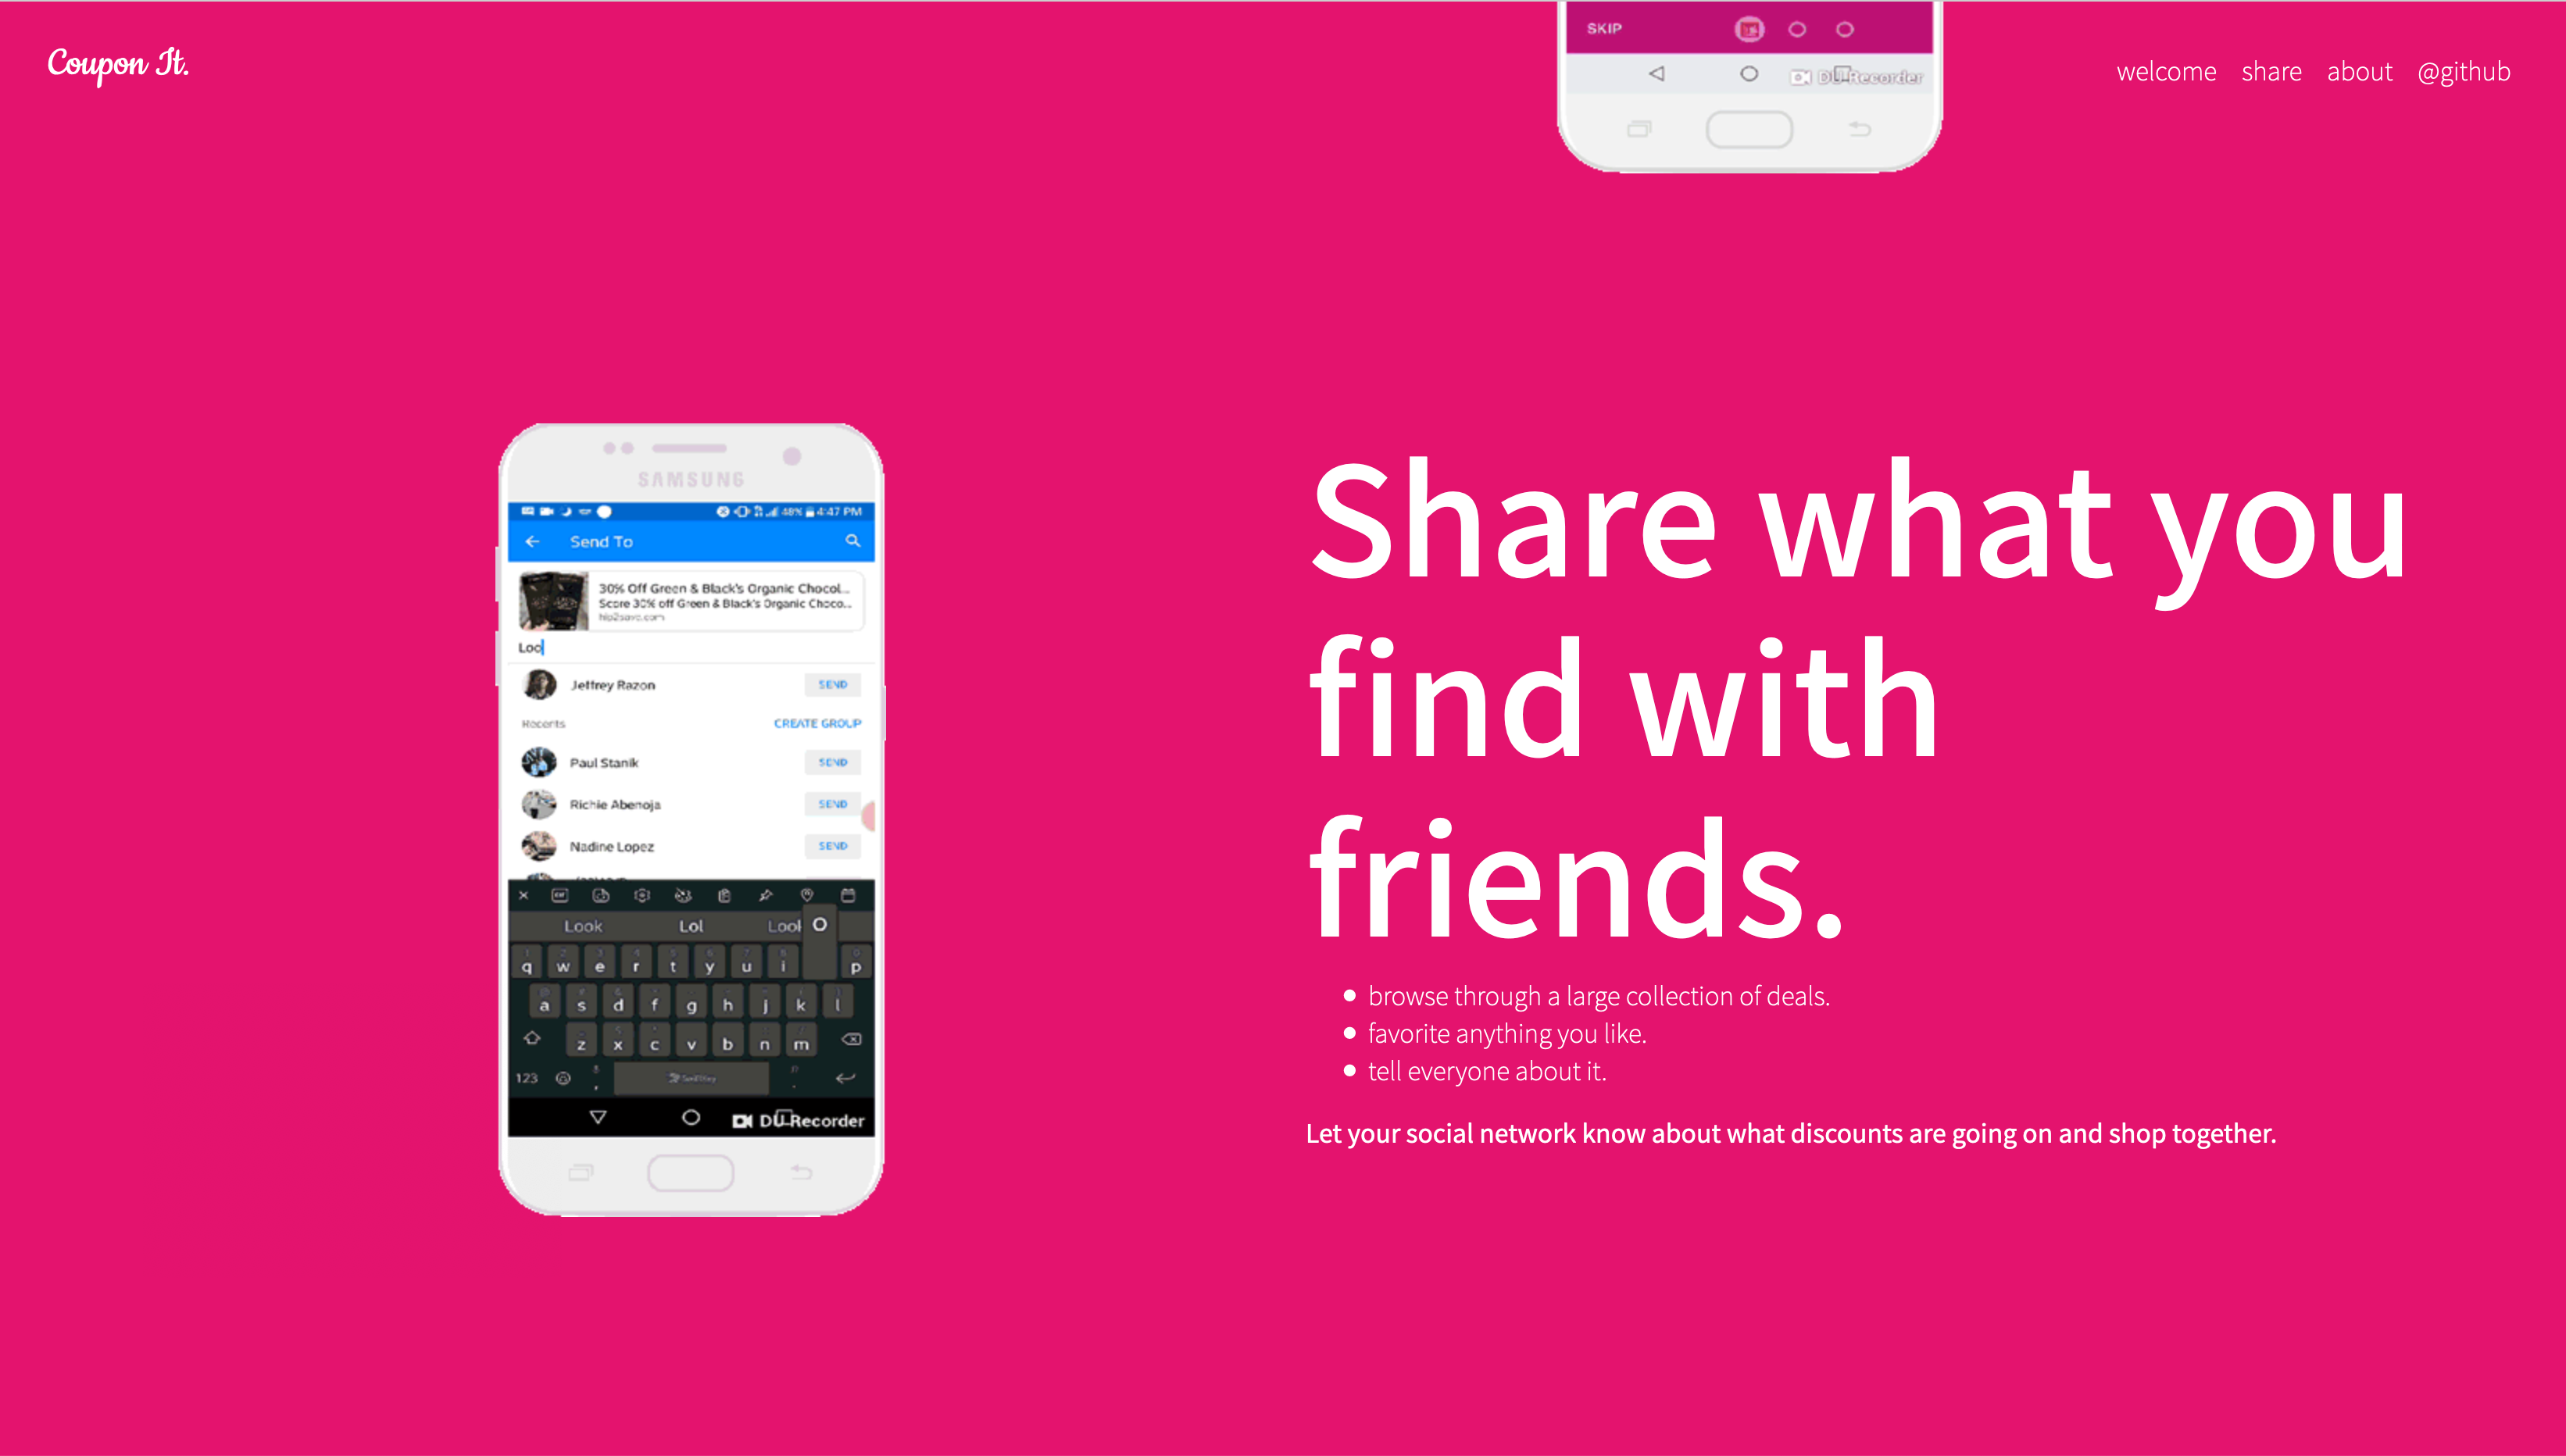 Coupon It.
SKIP
DU Recorder
welcome share about @github
SAMSUNG
48% 4:47 PM
Send To
30% Off Green & Black's Organic Chocol...
Score 30% off Green & Black's Organic Choco...
hip2save.com
Loo
Jeffrey Razon SEND
Recents CREATE GROUP
Paul Stanik SEND
Richie Abenoja SEND
Nadine Lopez SEND
Look Lol Look O
q w e r t y u i p
a s d f g h j k l
z x c v b n m
123 SwiftKey
DU Recorder
Share what you
find with
friends.
browse through a large collection of deals.
favorite anything you like.
tell everyone about it.
Let your social network know about what discounts are going on and shop together.